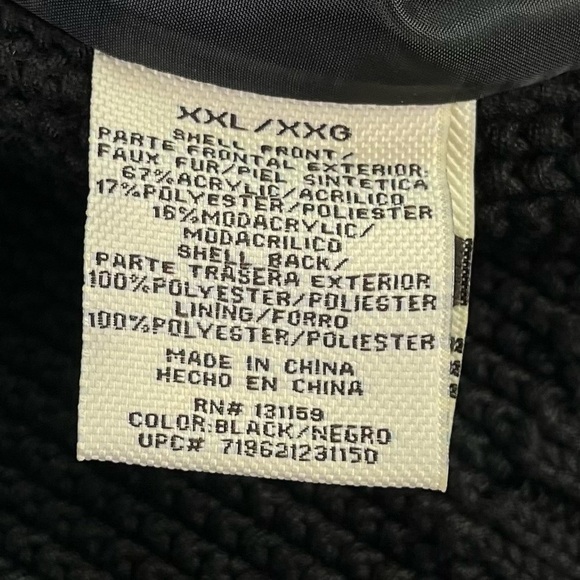 XXL/XXG
SHELL FRONT/
PARTE FRONTAL EXTERIOR:
FAUX FUR/PIEL SINTETICA
67%ACRYLIC/ACRILICO
17%POLYESTER/POLIESTER
16%MODACRYLIC/
MODACRILICO
SHELL BACK/
PARTE TRASERA EXTERIOR
100%POLYESTER/POLIESTER
LINING/FORRO
100%POLYESTER/POLIESTER
MADE IN CHINA
HECHO EN CHINA
RN# 131159
COLOR:BLACK/NEGRO
UPC# 719621231150